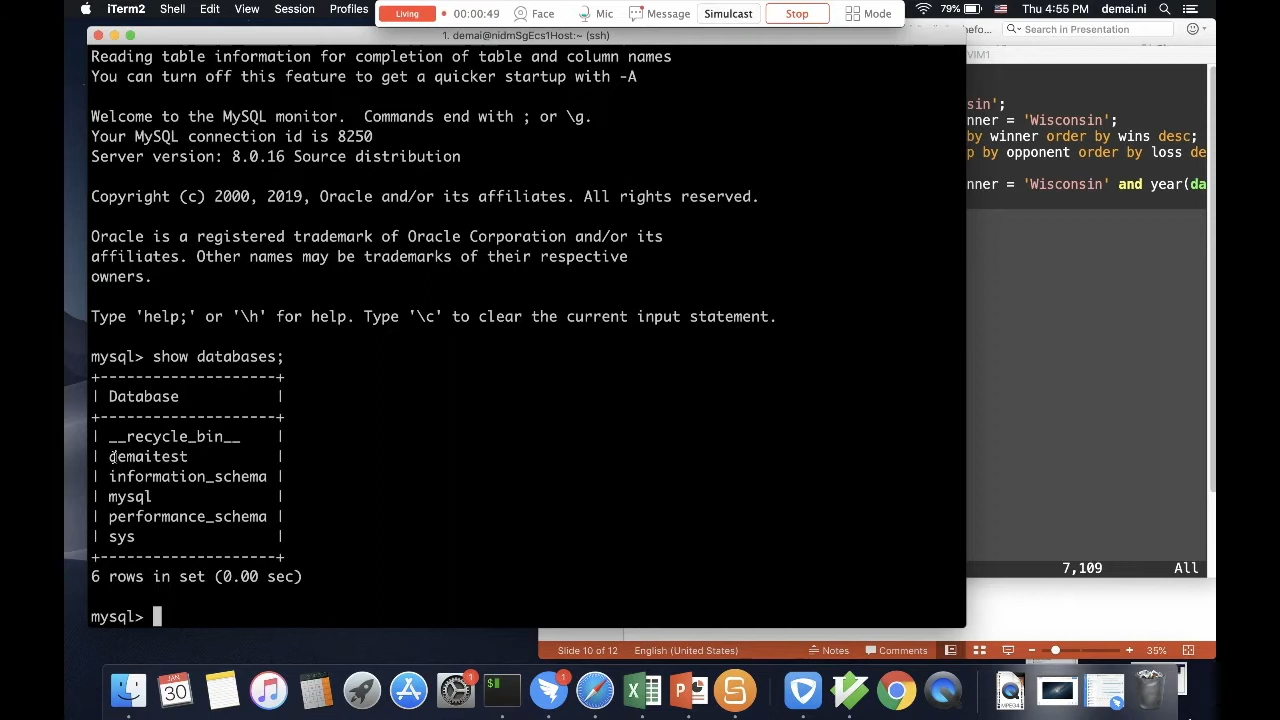 iTerm2 Shell Edit View Session Profiles
Living 00:00:49 Face Mic Message Simulcast Stop Mode
79% Thu 4:55 PM demai.ni
Search in Presentation
1. demai@nidmSgEcs1Host:~ (ssh)
VIM1
Reading table information for completion of table and column names
You can turn off this feature to get a quicker startup with -A
Welcome to the MySQL monitor. Commands end with ; or \g.
Your MySQL connection id is 8250
Server version: 8.0.16 Source distribution
Copyright (c) 2000, 2019, Oracle and/or its affiliates. All rights reserved.
Oracle is a registered trademark of Oracle Corporation and/or its
affiliates. Other names may be trademarks of their respective
owners.
Type 'help;' or '\h' for help. Type '\c' to clear the current input statement.
mysql> show databases;
+--------------------+
| Database |
+--------------------+
| __recycle_bin__ |
| demaitest |
| information_schema |
| mysql |
| performance_schema |
| sys |
+--------------------+
6 rows in set (0.00 sec)
mysql>
sin';
nner = 'Wisconsin';
by winner order by wins desc;
p by opponent order by loss de
nner = 'Wisconsin' and year(da
7,109 All
Slide 10 of 12 English (United States) Notes Comments 35%
JAN
30
1
$
1